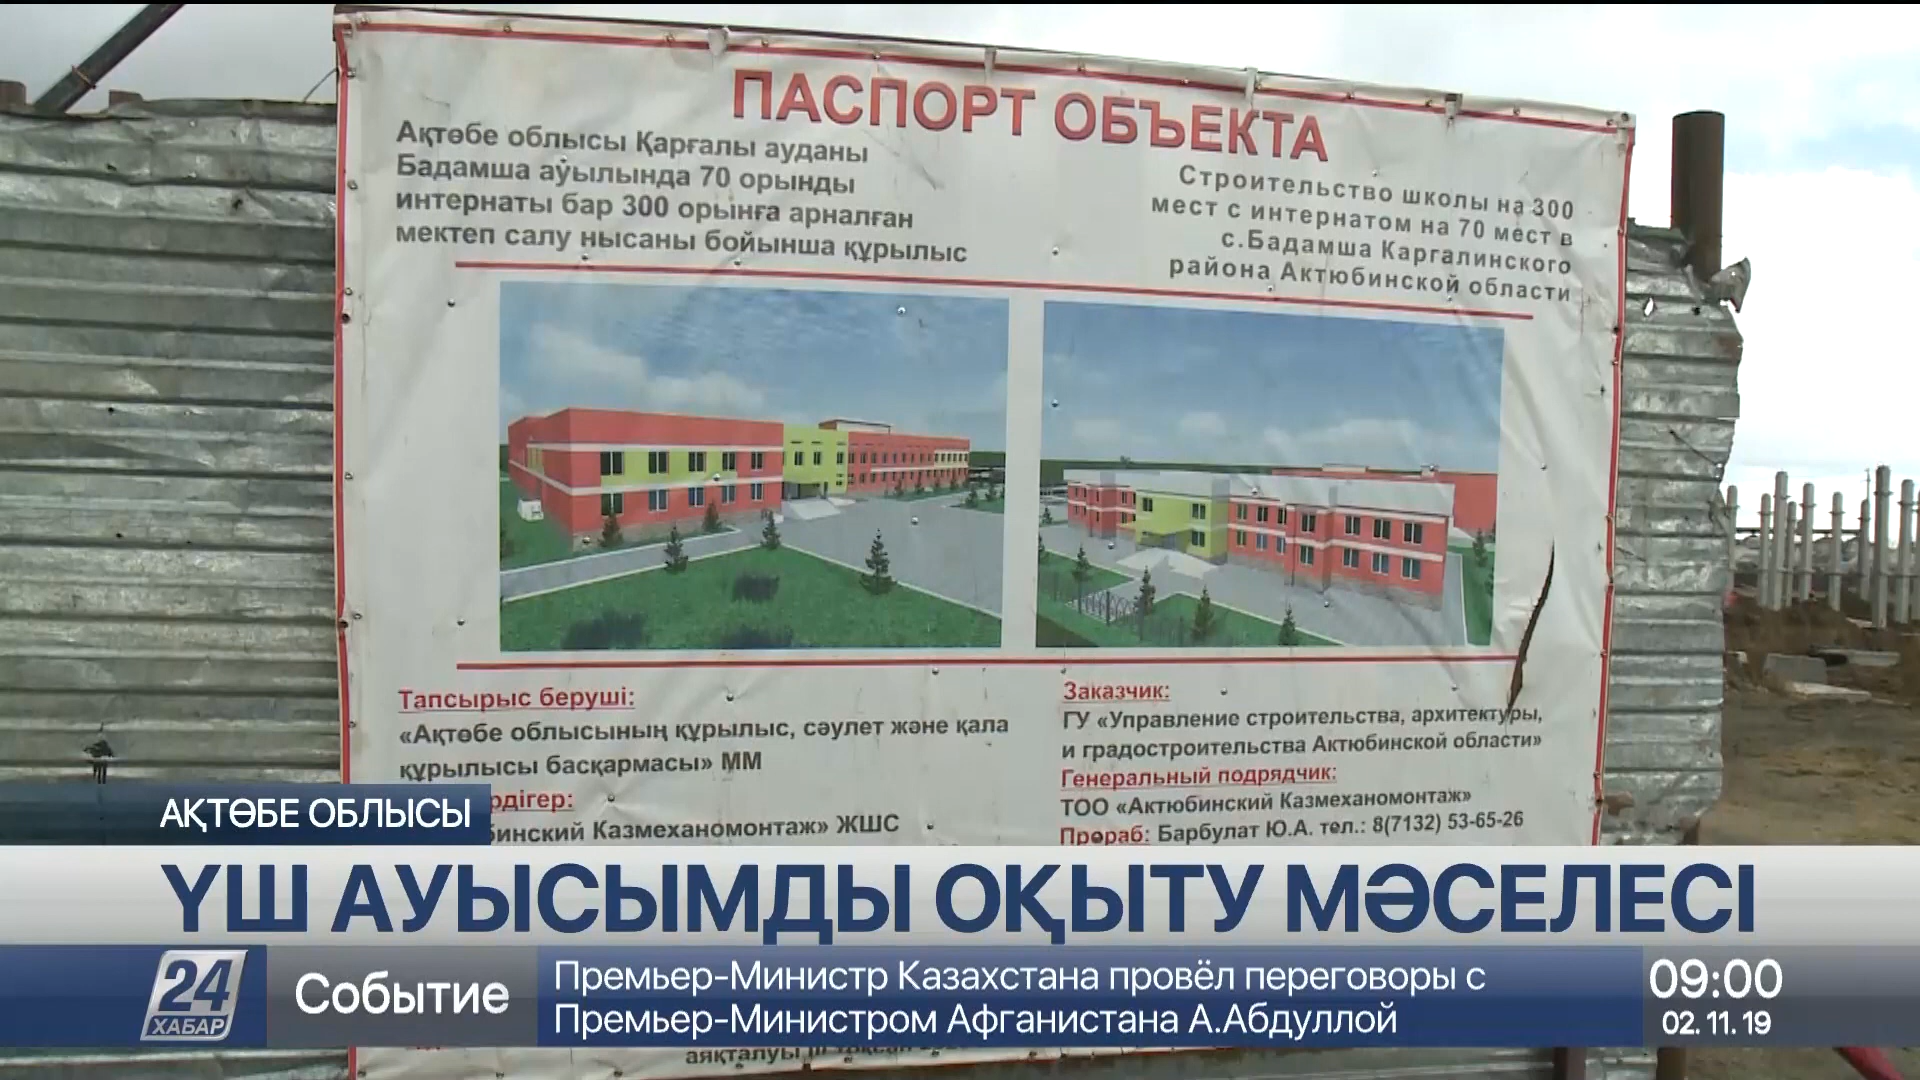 ПАСПОРТ ОБЪЕКТА
Ақтөбе облысы Қарғалы ауданы
Бадамша ауылында 70 орынды
интернаты бар 300 орынға арналған
мектеп салу нысаны бойынша құрылыс
Строительство школы на 300
мест с интернатом на 70 мест в
с.Бадамша Каргалинского
района Актюбинской области
Тапсырыс беруші:
«Ақтөбе облысының құрылыс, сәулет және қала
құрылысы басқармасы» ММ
Казмеханомонтаж» ЖШС
Заказчик:
ГУ «Управление строительства, архитектуры,
и градостроительства Актюбинской области»
Генеральный подрядчик:
ТОО «Актюбинский Казмеханомонтаж»
Прораб: Барбулат Ю.А. тел.: 8(7132) 53-65-26
АҚТӨБЕ ОБЛЫСЫ
ҮШ АУЫСЫМДЫ ОҚЫТУ МӘСЕЛЕСІ
24
ХАБАР
Событие
Премьер-Министр Казахстана провёл переговоры с
Премьер-Министром Афганистана А.Абдуллой
09:00
02. 11. 19
аяқталуы III тоқсан